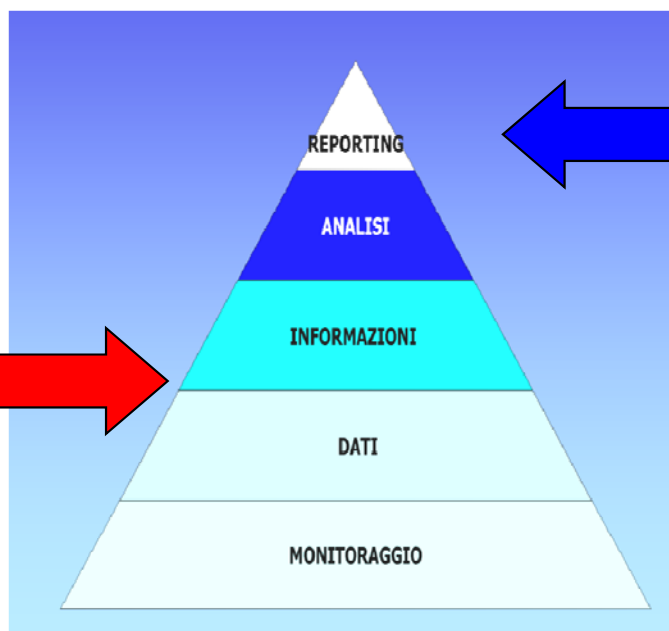 REPORTING
ANALISI
INFORMAZIONI
DATI
MONITORAGGIO